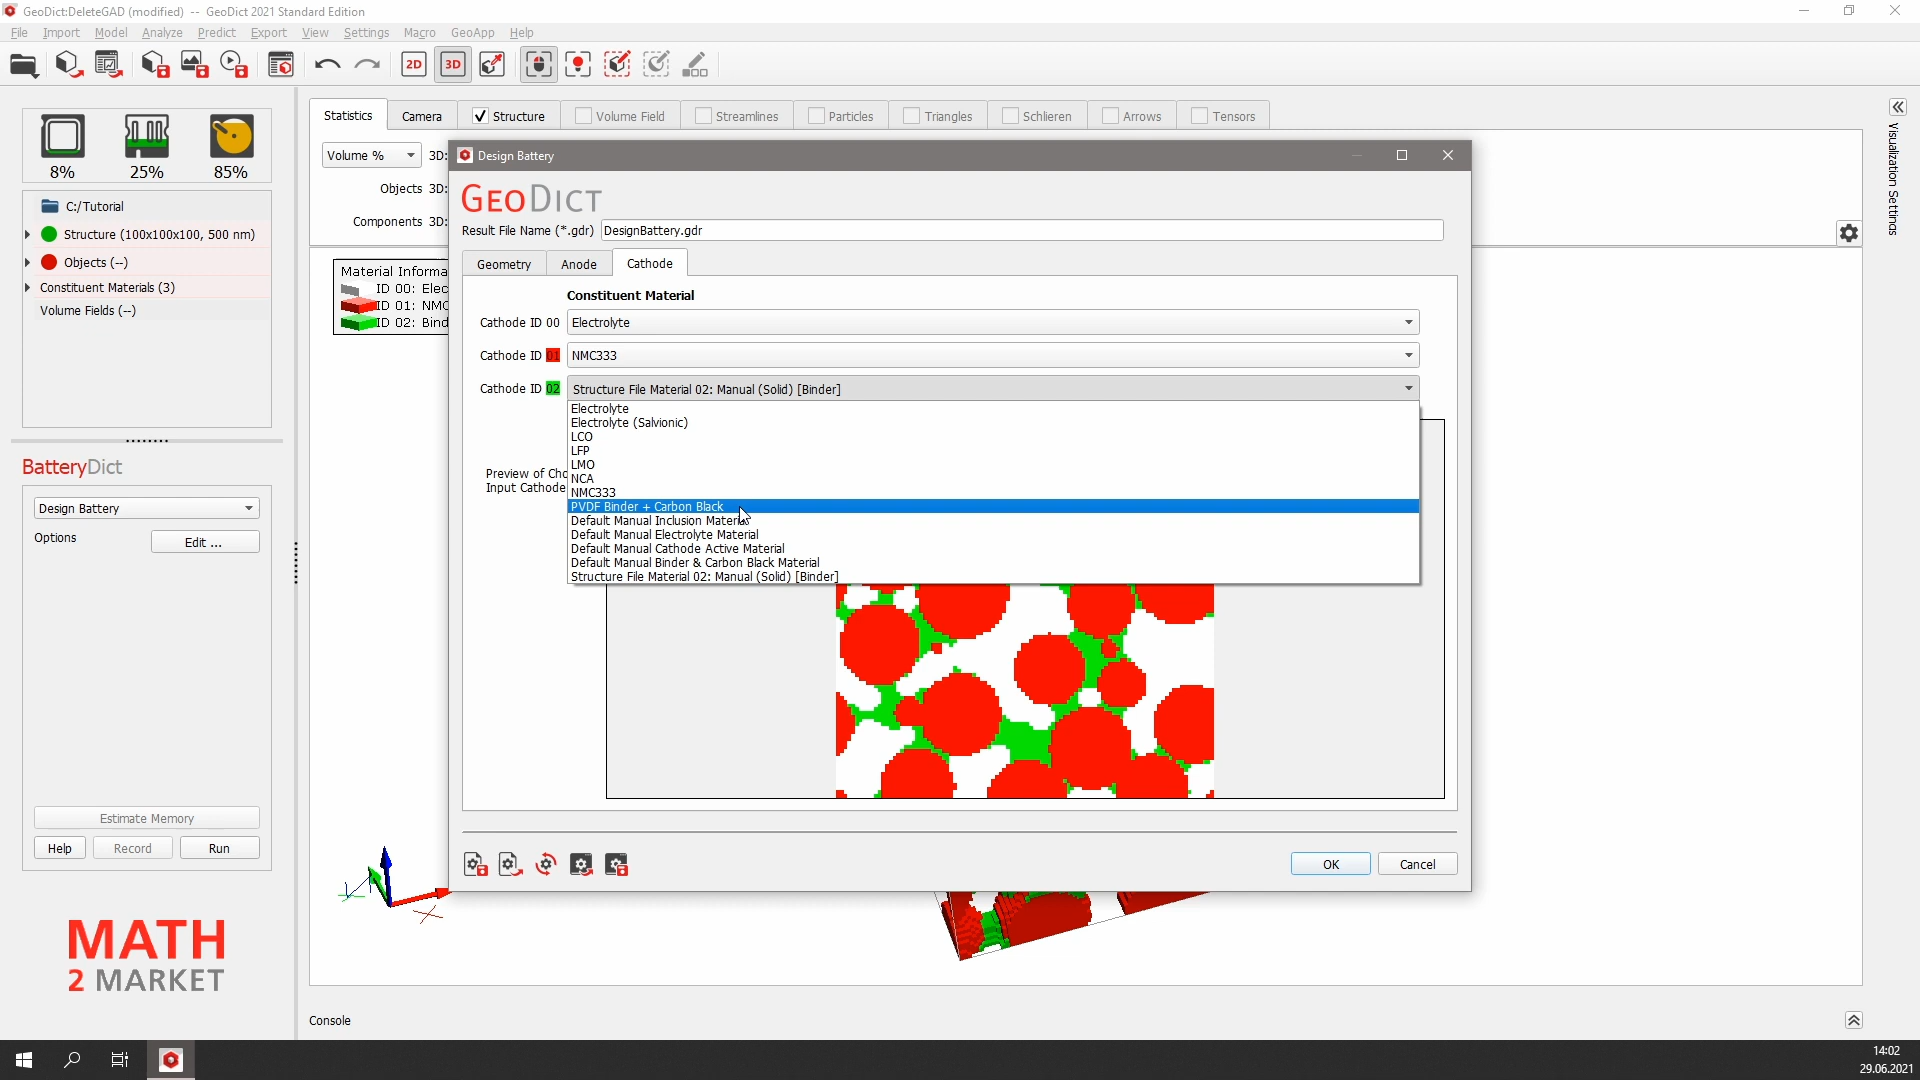 GeoDict:DeleteGAD (modified) -- GeoDict 2021 Standard Edition
File Import Model Analyze Predict Export View Settings Macro GeoApp Help
2D 3D
Statistics Camera Structure Volume Field Streamlines Particles Triangles Schlieren Arrows Tensors
8% 25% 85%
Volume % 3D:
Objects 3D:
Components 3D:
C:/Tutorial
Structure (100x100x100, 500 nm)
Objects (--)
Constituent Materials (3)
Volume Fields (--)
Material Informa
ID 00: Elec
ID 01: NMC
ID 02: Bind
Visualization Settings
Design Battery
GEODICT
Result File Name (*.gdr) DesignBattery.gdr
Geometry Anode Cathode
Constituent Material
Cathode ID 00 Electrolyte
Cathode ID 01 NMC333
Cathode ID 02 Structure File Material 02: Manual (Solid) [Binder]
Electrolyte
Electrolyte (Salvionic)
LCO
LFP
LMO
NCA
NMC333
PVDF Binder + Carbon Black
Default Manual Inclusion Material
Default Manual Electrolyte Material
Default Manual Cathode Active Material
Default Manual Binder & Carbon Black Material
Structure File Material 02: Manual (Solid) [Binder]
Preview of Cho
Input Cathode
OK Cancel
BatteryDict
Design Battery
Options Edit ...
Estimate Memory
Help Record Run
MATH
2 MARKET
Console
14:02
29.06.2021